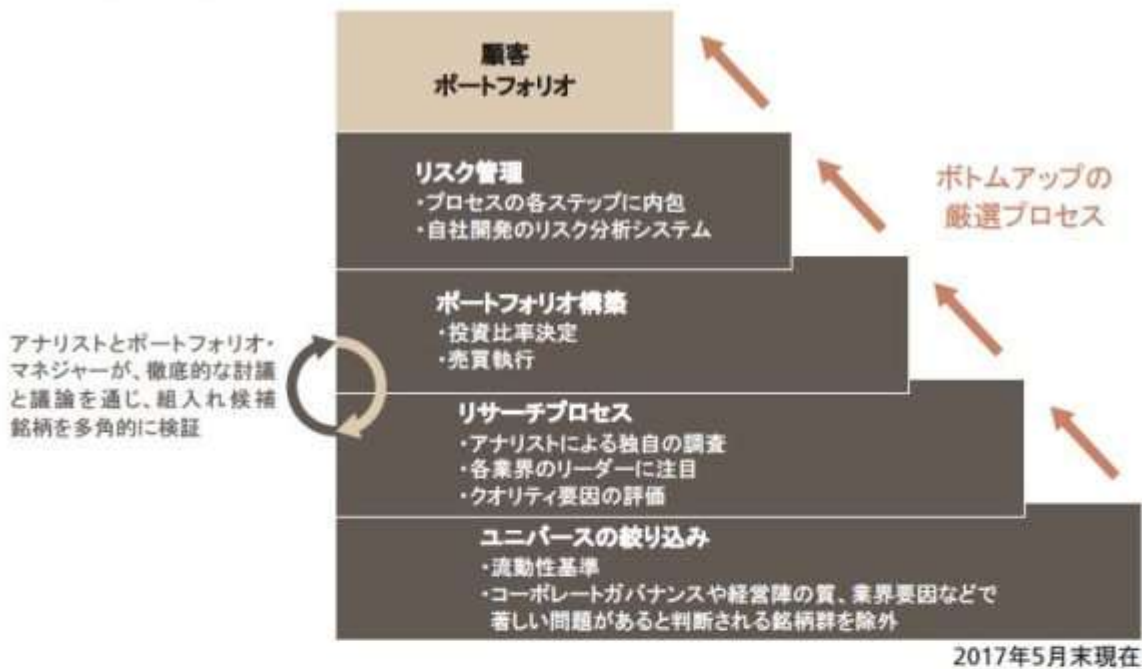 顧客
ポートフォリオ
リスク管理
・プロセスの各ステップに内包
・自社開発のリスク分析システム
ボトムアップの
厳選プロセス
ポートフォリオ構築
・投資比率決定
・売買執行
アナリストとポートフォリオ・
マネジャーが、徹底的な討議
と議論を通じ、組入れ候補
銘柄を多角的に検証
リサーチプロセス
・アナリストによる独自の調査
・各業界のリーダーに注目
・クオリティ要因の評価
ユニバースの絞り込み
・流動性基準
・コーポレートガバナンスや経営陣の質、業界要因などで
著しい問題があると判断される銘柄群を除外
2017年5月末現在